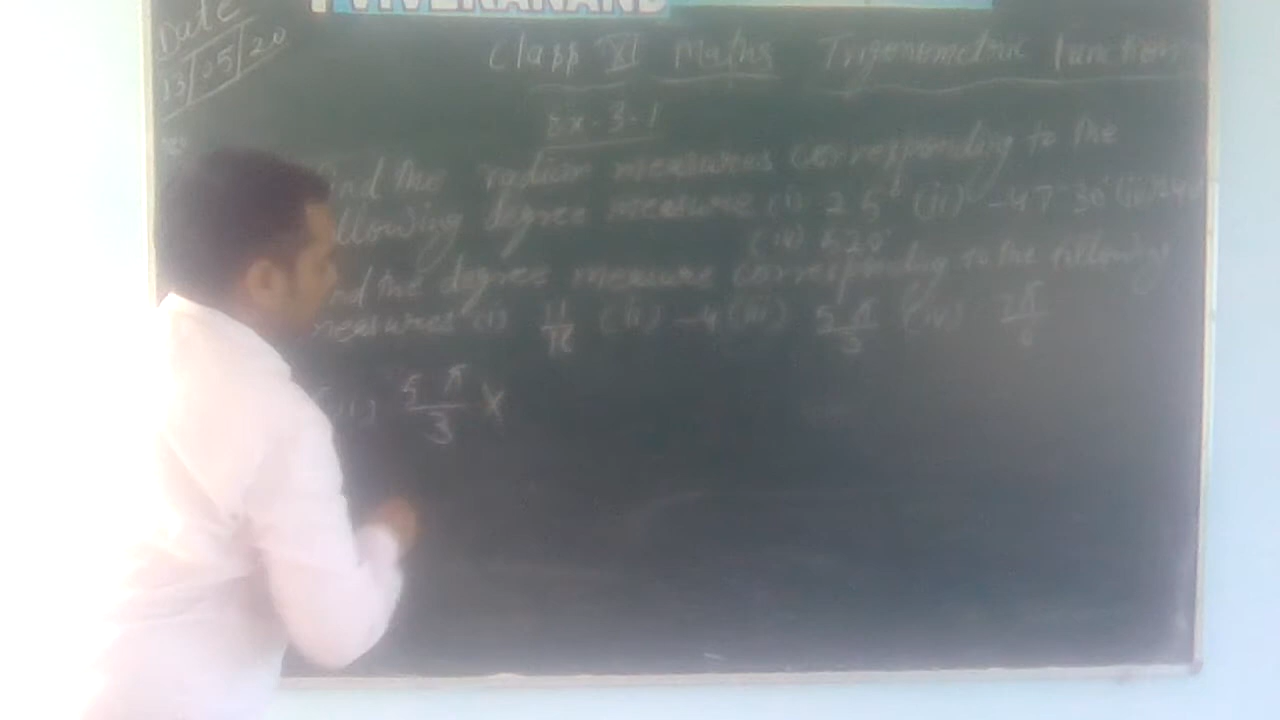 VIVEKANAND
Date
13/05/20
Class XI Maths Trigonometric functions
Ex-3-1
Find the radian measures corresponding to the
following degree measure (i) 25° (ii) -47°30' (iii) 240
(iv) 520°
find the degree measure corresponding to the following
measures (i) 11/16 (ii) -4 (iii) 5π/3 (iv) 7π/6
(iii) 5π/3 ×